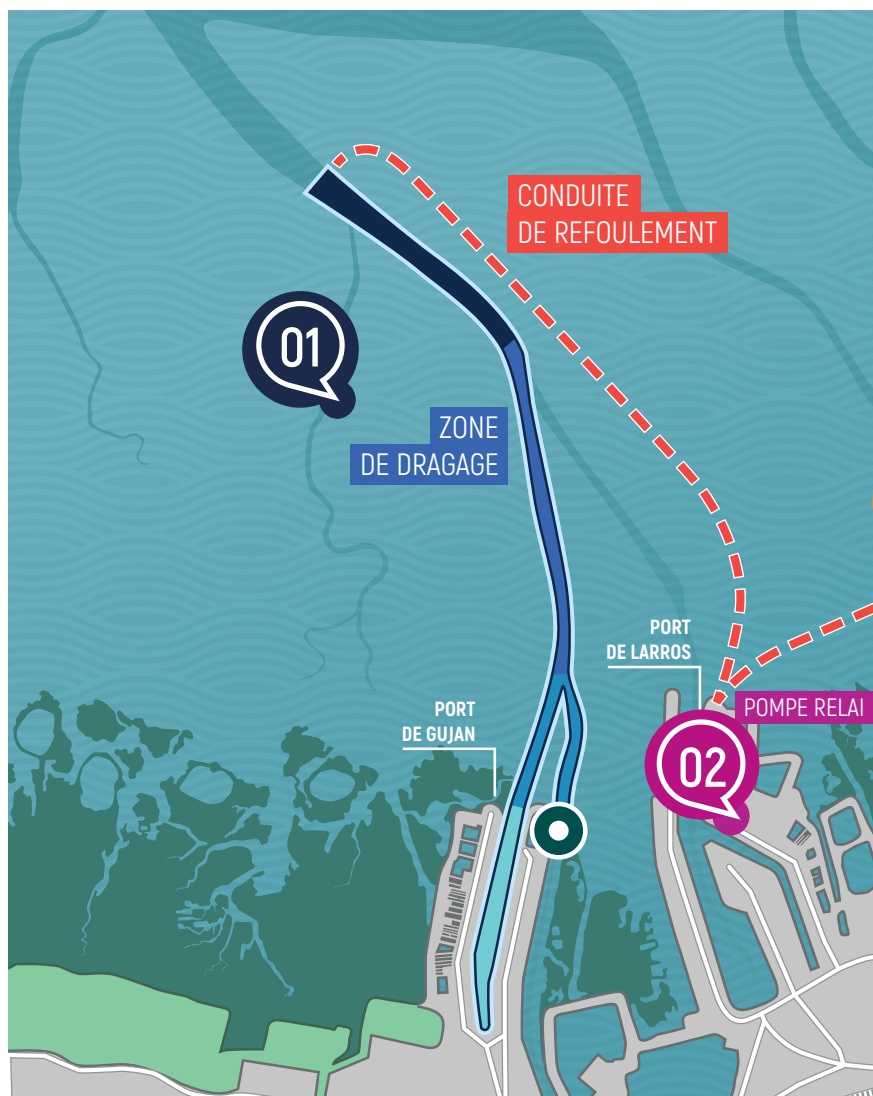 CONDUITE
DE REFOULEMENT
01
ZONE
DE DRAGAGE
PORT
DE LARROS
PORT
DE GUJAN
POMPE RELAI
02